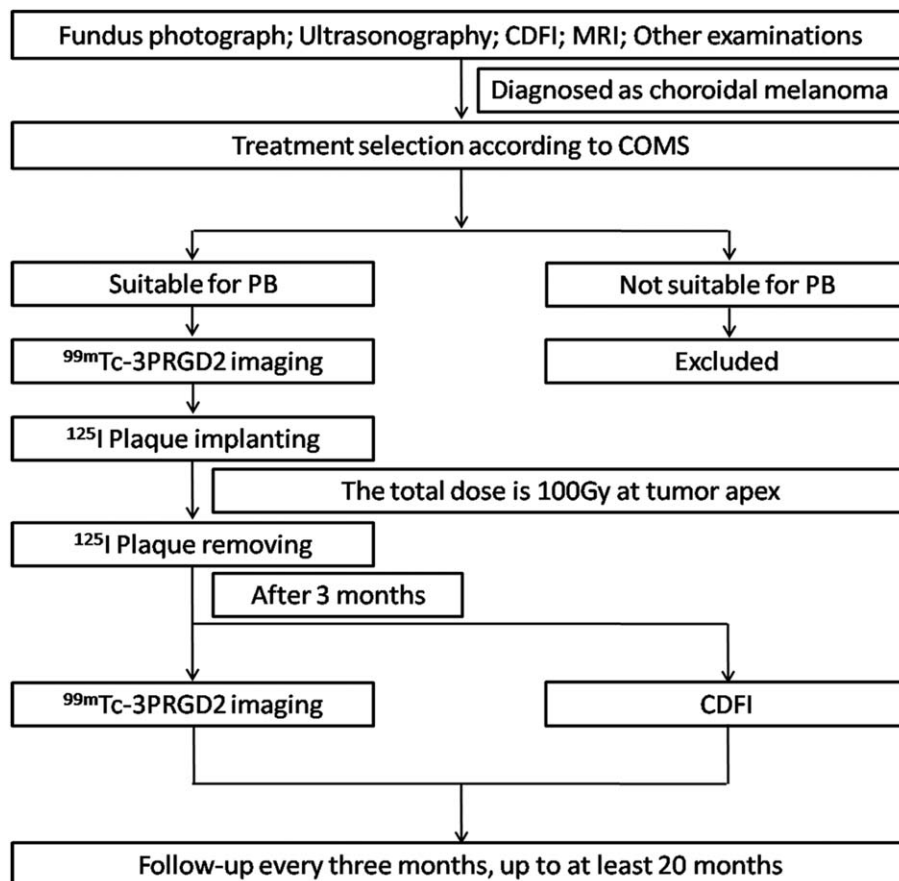 Fundus photograph; Ultrasonography; CDFI; MRI; Other examinations
Diagnosed as choroidal melanoma
Treatment selection according to COMS
Suitable for PB
Not suitable for PB
⁹⁹ᵐTc-3PRGD2 imaging
Excluded
¹²⁵I Plaque implanting
The total dose is 100Gy at tumor apex
¹²⁵I Plaque removing
After 3 months
⁹⁹ᵐTc-3PRGD2 imaging
CDFI
Follow-up every three months, up to at least 20 months